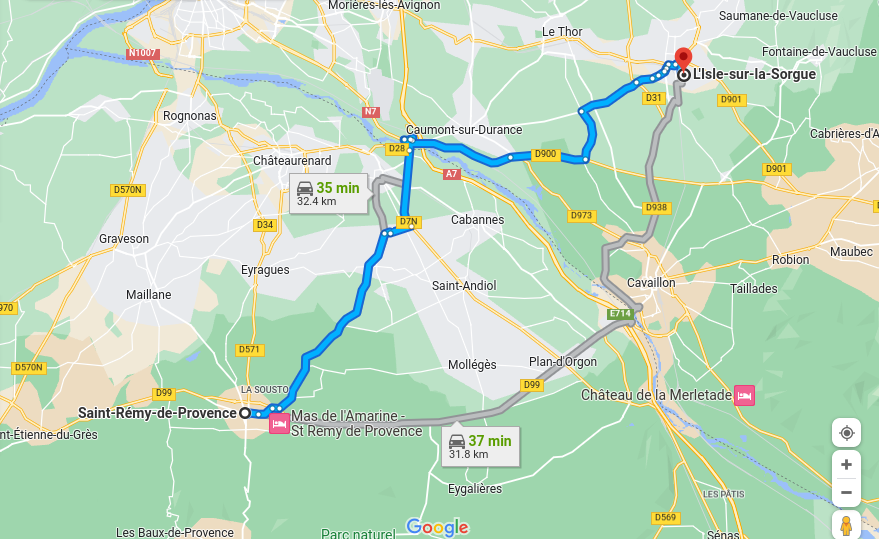 Morières-lès-Avignon
Saumane-de-Vaucluse
Le Thor
N1007
Fontaine-de-Vaucluse
L'Isle-sur-la-Sorgue
D31
D901
N7
Rognonas
Caumont-sur-Durance
Cabrières-d'A
D28
Châteaurenard
D900
D901
A7
35 min
32.4 km
D570N
D34
D7N
Cabannes
D973
D938
Graveson
Maubec
Robion
Eyragues
Saint-Andiol
Cavaillon
Taillades
Maillane
970
E714
D571
Mollégès
Plan-d'Orgon
D570N
D99
LA SOUSTO
D99
Château de la Merletade
Saint-Rémy-de-Provence
Mas de l'Amarine -
St Remy de Provence
nt-Étienne-du-Grès
37 min
31.8 km
Eygalières
LES PÂTIS
D569
Les Baux-de-Provence
Parc naturel
Google
Sénas